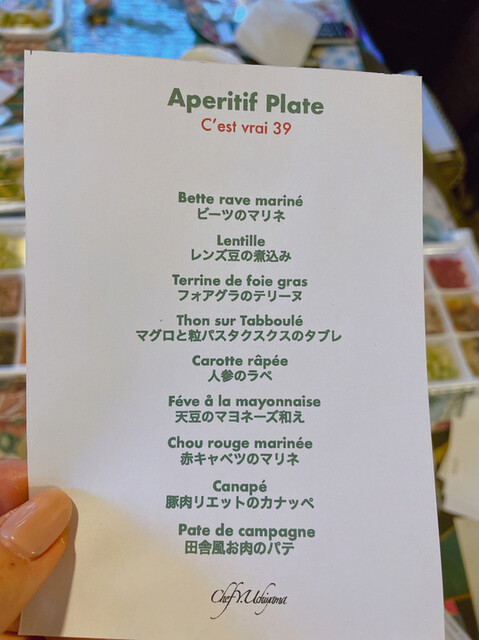 Aperitif Plate
C'est vrai 39
Bette rave mariné
ビーツのマリネ
Lentille
レンズ豆の煮込み
Terrine de foie gras
フォアグラのテリーヌ
Thon sur Tabboulé
マグロと粒パスタクスクスのタブレ
Carotte râpée
人参のラペ
Féve å la mayonnaise
天豆のマヨネーズ和え
Chou rouge marinée
赤キャベツのマリネ
Canapé
豚肉リエットのカナッペ
Pate de campagne
田舎風お肉のパテ
Chef Y.Uchiyama